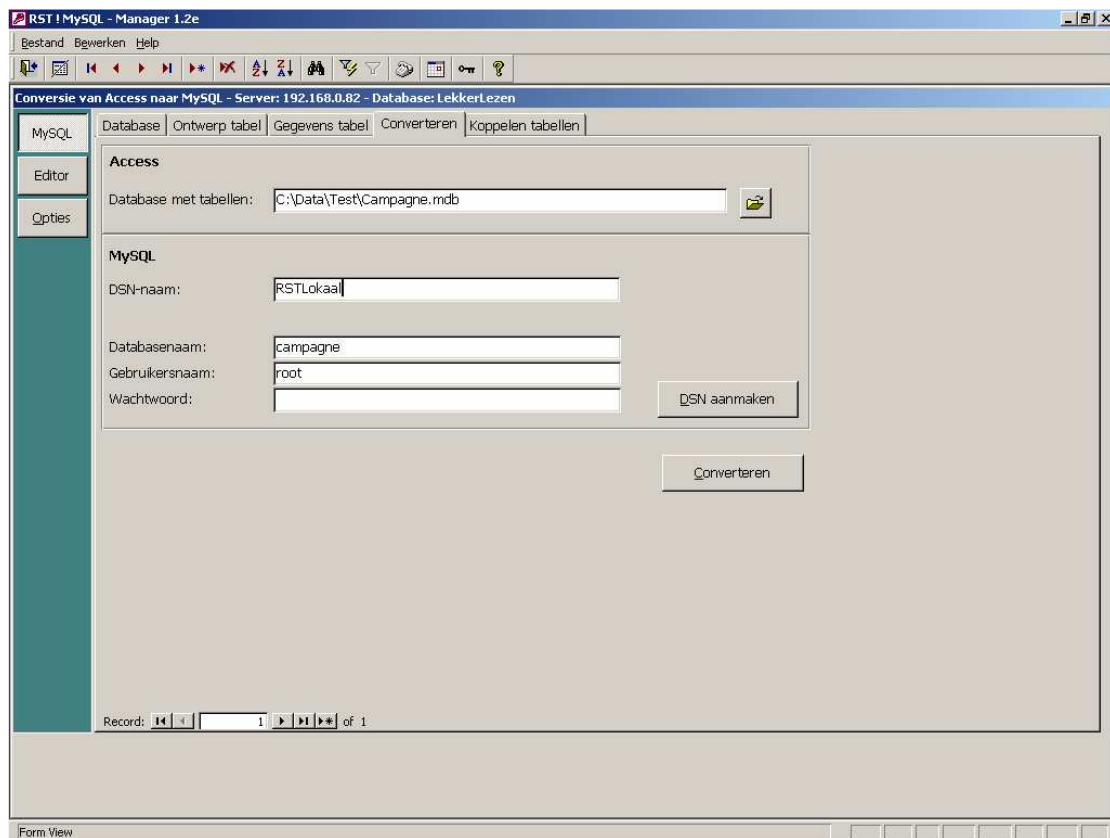 RST ! MySQL - Manager 1.2e
Bestand Bewerken Help
Conversie van Access naar MySQL - Server: 192.168.0.82 - Database: LekkerLezen
MySQL
Editor
Opties
Database Ontwerp tabel Gegevens tabel Converteren Koppelen tabellen
Access
Database met tabellen: C:\Data\Test\Campagne.mdb
MySQL
DSN-naam: RSTLokaal
Databasenaam: campagne
Gebruikersnaam: root
Wachtwoord:
DSN aanmaken
Converteren
Record: 1 of 1
Form View